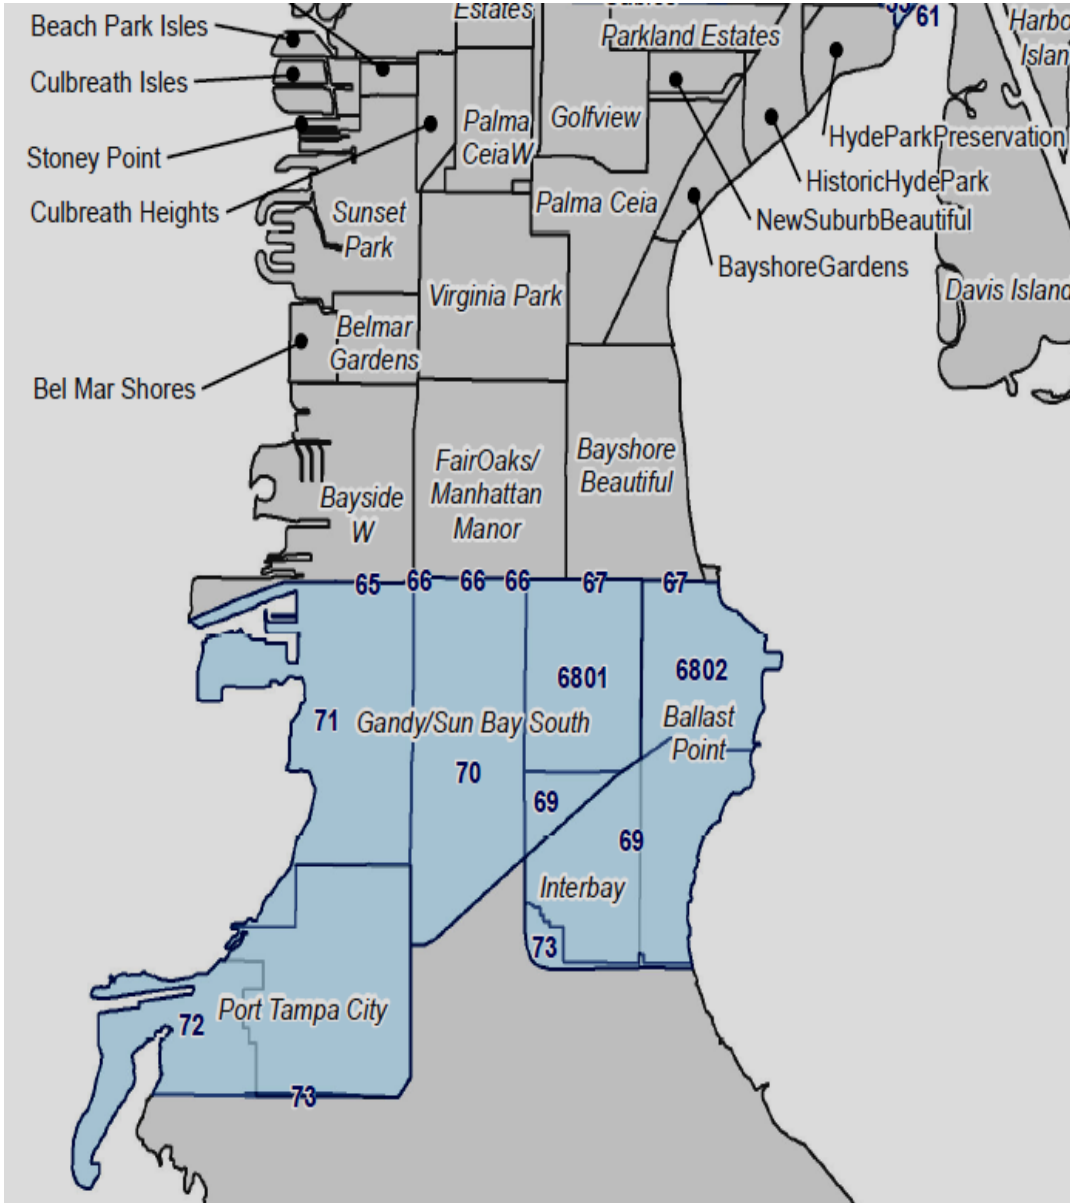 Estates
61
Harbo
Islan
Beach Park Isles
Parkland Estates
Culbreath Isles
Palma
CeiaW
Golfview
HydeParkPreservation
Stoney Point
HistoricHydePark
Culbreath Heights
Sunset
Park
Palma Ceia
NewSuburbBeautiful
BayshoreGardens
Virginia Park
Davis Island
Belmar
Gardens
Bel Mar Shores
Bayshore
Beautiful
FairOaks/
Manhattan
Manor
Bayside
W
65
66
66
66
67
67
6801
6802
71
Gandy/Sun Bay South
Ballast
Point
70
69
69
Interbay
73
Port Tampa City
72
73